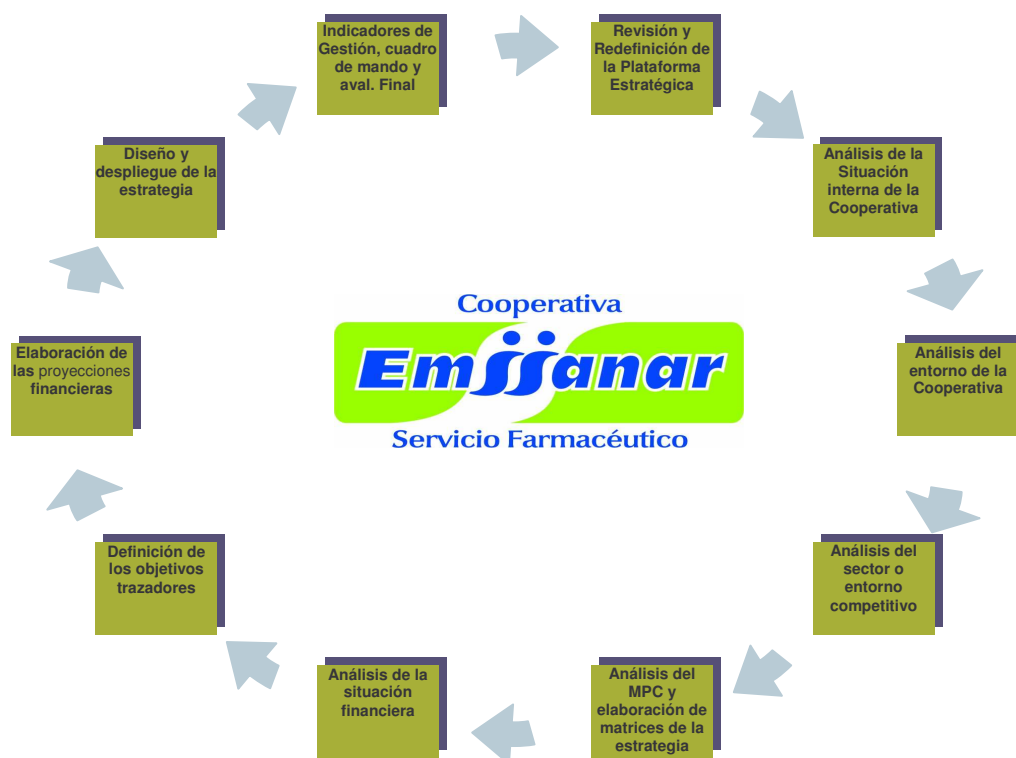 Indicadores de
Gestión, cuadro
de mando y
aval. Final
Revisión y
Redefinición de
la Plataforma
Estratégica
Análisis de la
Situación
interna de la
Cooperativa
Análisis del
entorno de la
Cooperativa
Análisis del
sector o
entorno
competitivo
Análisis del
MPC y
elaboración de
matrices de la
estrategia
Análisis de la
situación
financiera
Definición de
los objetivos
trazadores
Elaboración de
las proyecciones
financieras
Diseño y
despliegue de la
estrategia
Cooperativa
Emssanar
Servicio Farmacéutico